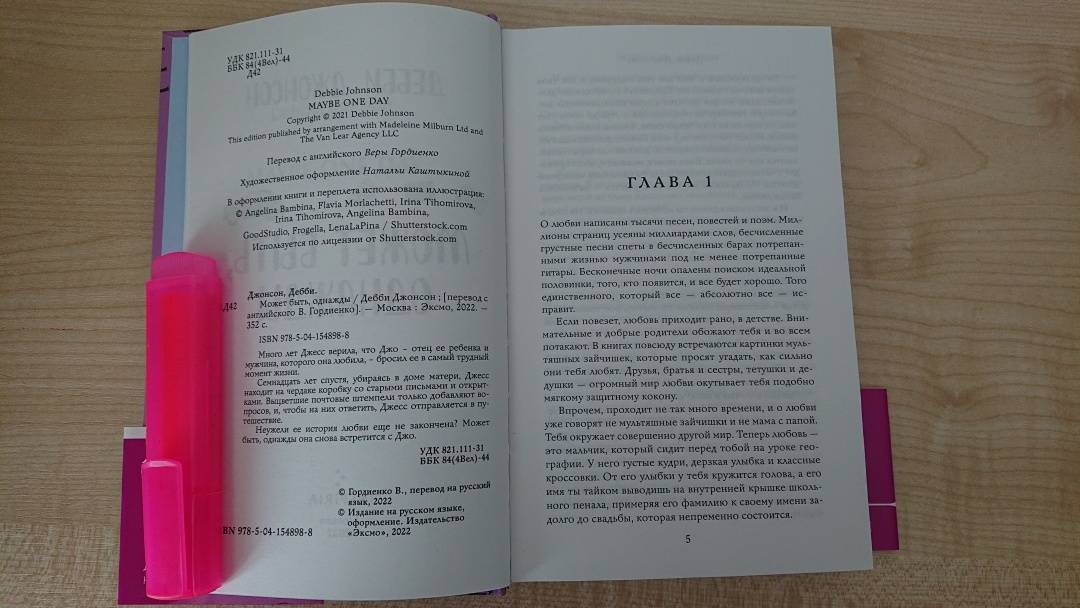 УДК 821.111-31
ББК 84(4Вел)-44
Д42
Debbie Johnson
MAYBE ONE DAY
Copyright © 2021 Debbie Johnson
This edition published by arrangement with Madeleine Milburn Ltd and
The Van Lear Agency LLC
Перевод с английского Веры Гордиенко
Художественное оформление Натальи Каштыкиной
В оформлении книги и переплета использована иллюстрация:
© Angelina Bambina, Flavia Morlachetti, Irina Tihomirova,
Irina Tihomirova, Angelina Bambina,
GoodStudio, Frogella, LenaLaPina / Shutterstock.com
Используется по лицензии от Shutterstock.com
Джонсон, Дебби.
Д42 Может быть, однажды / Дебби Джонсон ; [перевод с
английского В. Гордиенко]. — Москва : Эксмо, 2022. —
352 с.
ISBN 978-5-04-154898-8
Много лет Джесс верила, что Джо – отец ее ребенка и
мужчина, которого она любила, – бросил ее в самый трудный
момент жизни.
Семнадцать лет спустя, убираясь в доме матери, Джесс
находит на чердаке коробку со старыми письмами и открыт-
ками. Выцветшие почтовые штемпели только добавляют во-
просов, и, чтобы на них ответить, Джесс отправляется в пу-
тешествие.
Неужели ее история любви еще не закончена? Может
быть, однажды она снова встретится с Джо.
УДК 821.111-31
ББК 84(4Вел)-44
© Гордиенко В., перевод на русский
язык, 2022
© Издание на русском языке,
оформление. Издательство
«Эксмо», 2022
ISBN 978-5-04-154898-8
ГЛАВА 1
О любви написаны тысячи песен, повестей и поэм. Мил-
лионы страниц усеяны миллиардами слов, бесчисленные
грустные песни спеты в бесчисленных барах потрепан-
ными жизнью мужчинами под не менее потрепанные
гитары. Бесконечные ночи опалены поиском идеальной
половинки, того, кто появится, и все будет хорошо. Того
единственного, который все — абсолютно все — ис-
правит.
Если повезет, любовь приходит рано, в детстве. Вни-
мательные и добрые родители обожают тебя и во всем
потакают. В книгах повсюду встречаются картинки муль-
тяшных зайчишек, которые просят угадать, как сильно
они тебя любят. Друзья, братья и сестры, тетушки и де-
душки — огромный мир любви окутывает тебя подобно
мягкому защитному кокону.
Впрочем, проходит не так много времени, и о любви
уже говорят не мультяшные зайчишки и не мама с папой.
Тебя окружает совершенно другой мир. Теперь любовь —
это мальчик, который сидит перед тобой на уроке гео-
графии. У него густые кудри, дерзкая улыбка и классные
кроссовки. От его улыбки у тебя кружится голова, а его
имя ты тайком выводишь на внутренней крышке школь-
ного пенала, примеряя его фамилию к своему имени за-
долго до свадьбы, которая непременно состоится.
5